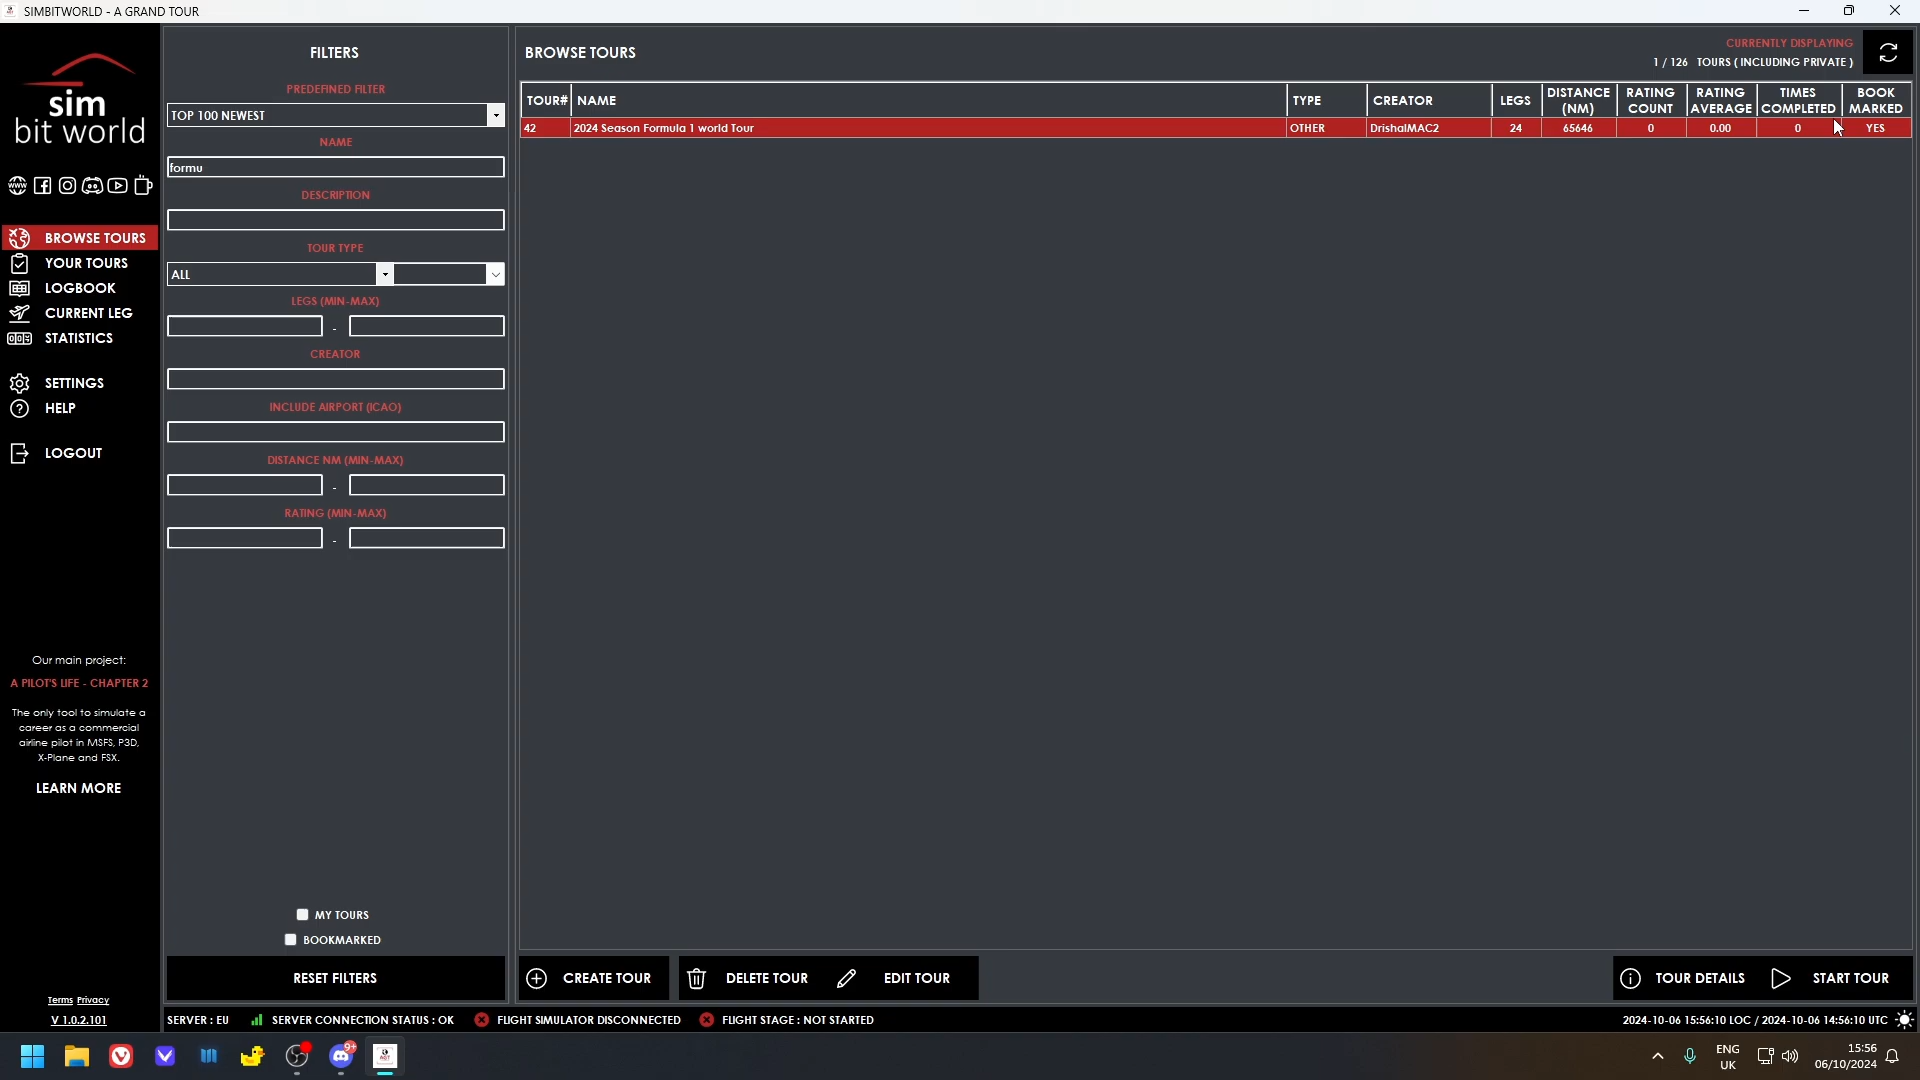 SIMBITWORLD - A GRAND TOUR
sim
bit world
www
BROWSE TOURS
YOUR TOURS
LOGBOOK
CURRENT LEG
STATISTICS
SETTINGS
HELP
LOGOUT
Our main project:
A PILOT'S LIFE - CHAPTER 2
The only tool to simulate a
career as a commercial
airline pilot in MSFS, P3D,
X-Plane and FSX.
LEARN MORE
Terms Privacy
V 1.0.2.101
FILTERS
PREDEFINED FILTER
TOP 100 NEWEST
NAME
formu
DESCRIPTION
TOUR TYPE
ALL
LEGS (MIN-MAX)
-
CREATOR
INCLUDE AIRPORT (ICAO)
DISTANCE NM (MIN-MAX)
-
RATING (MIN-MAX)
-
MY TOURS
BOOKMARKED
RESET FILTERS
BROWSE TOURS
CURRENTLY DISPLAYING
1 / 126 TOURS ( INCLUDING PRIVATE )
TOUR# NAME TYPE CREATOR LEGS DISTANCE (NM) RATING COUNT RATING AVERAGE TIMES COMPLETED BOOK MARKED
42 2024 Season Formula 1 world Tour OTHER DrishalMAC2 24 65646 0 0.00 0 YES
CREATE TOUR DELETE TOUR EDIT TOUR TOUR DETAILS START TOUR
SERVER : EU SERVER CONNECTION STATUS : OK FLIGHT SIMULATOR DISCONNECTED FLIGHT STAGE : NOT STARTED 2024-10-06 15:56:10 LOC / 2024-10-06 14:56:10 UTC
9+
ENG
UK
15:56
06/10/2024